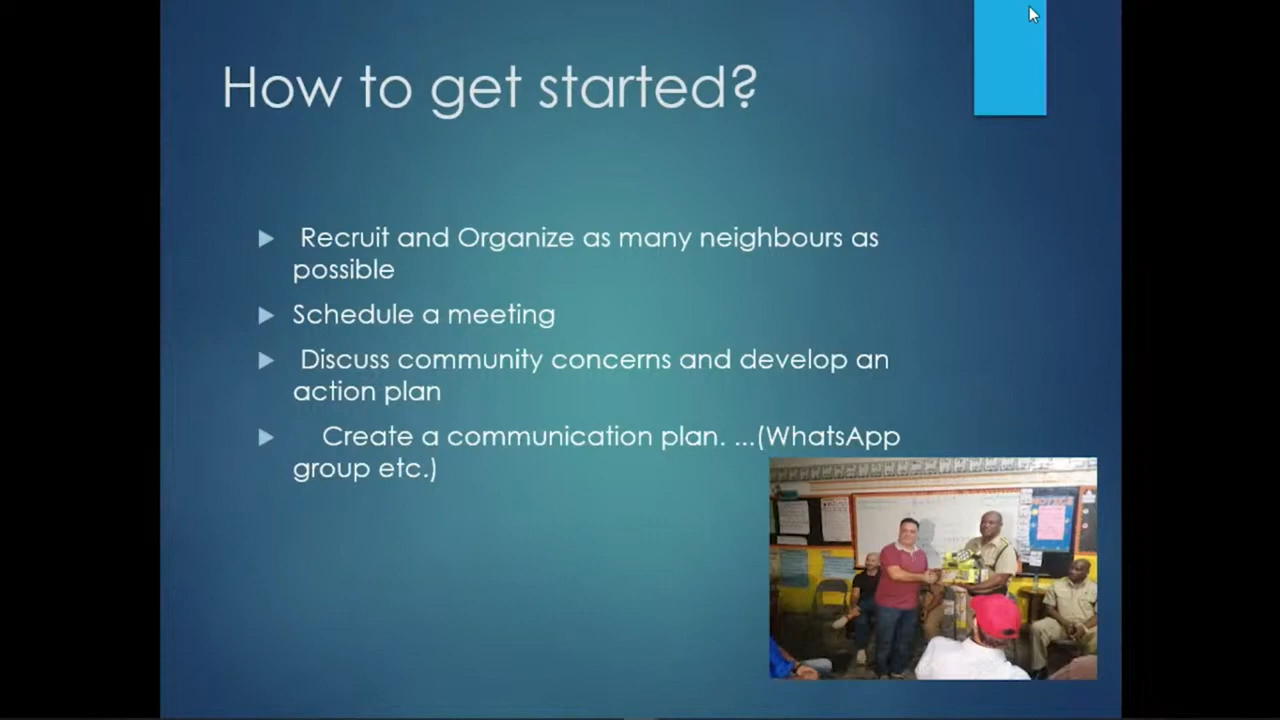 How to get started?
Recruit and Organize as many neighbours as
possible
Schedule a meeting
Discuss community concerns and develop an
action plan
Create a communication plan. ...(WhatsApp
group etc.)